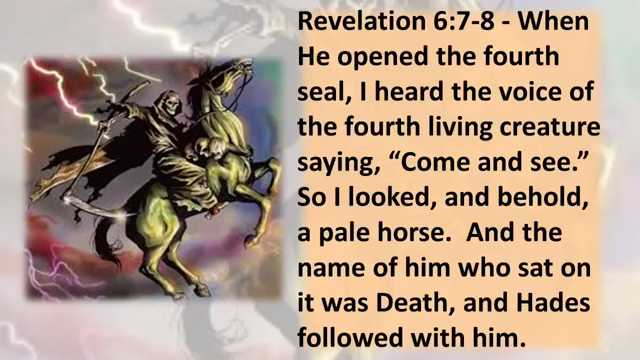 Revelation 6:7-8 - When
He opened the fourth
seal, I heard the voice of
the fourth living creature
saying, “Come and see.”
So I looked, and behold,
a pale horse.  And the
name of him who sat on
it was Death, and Hades
followed with him.